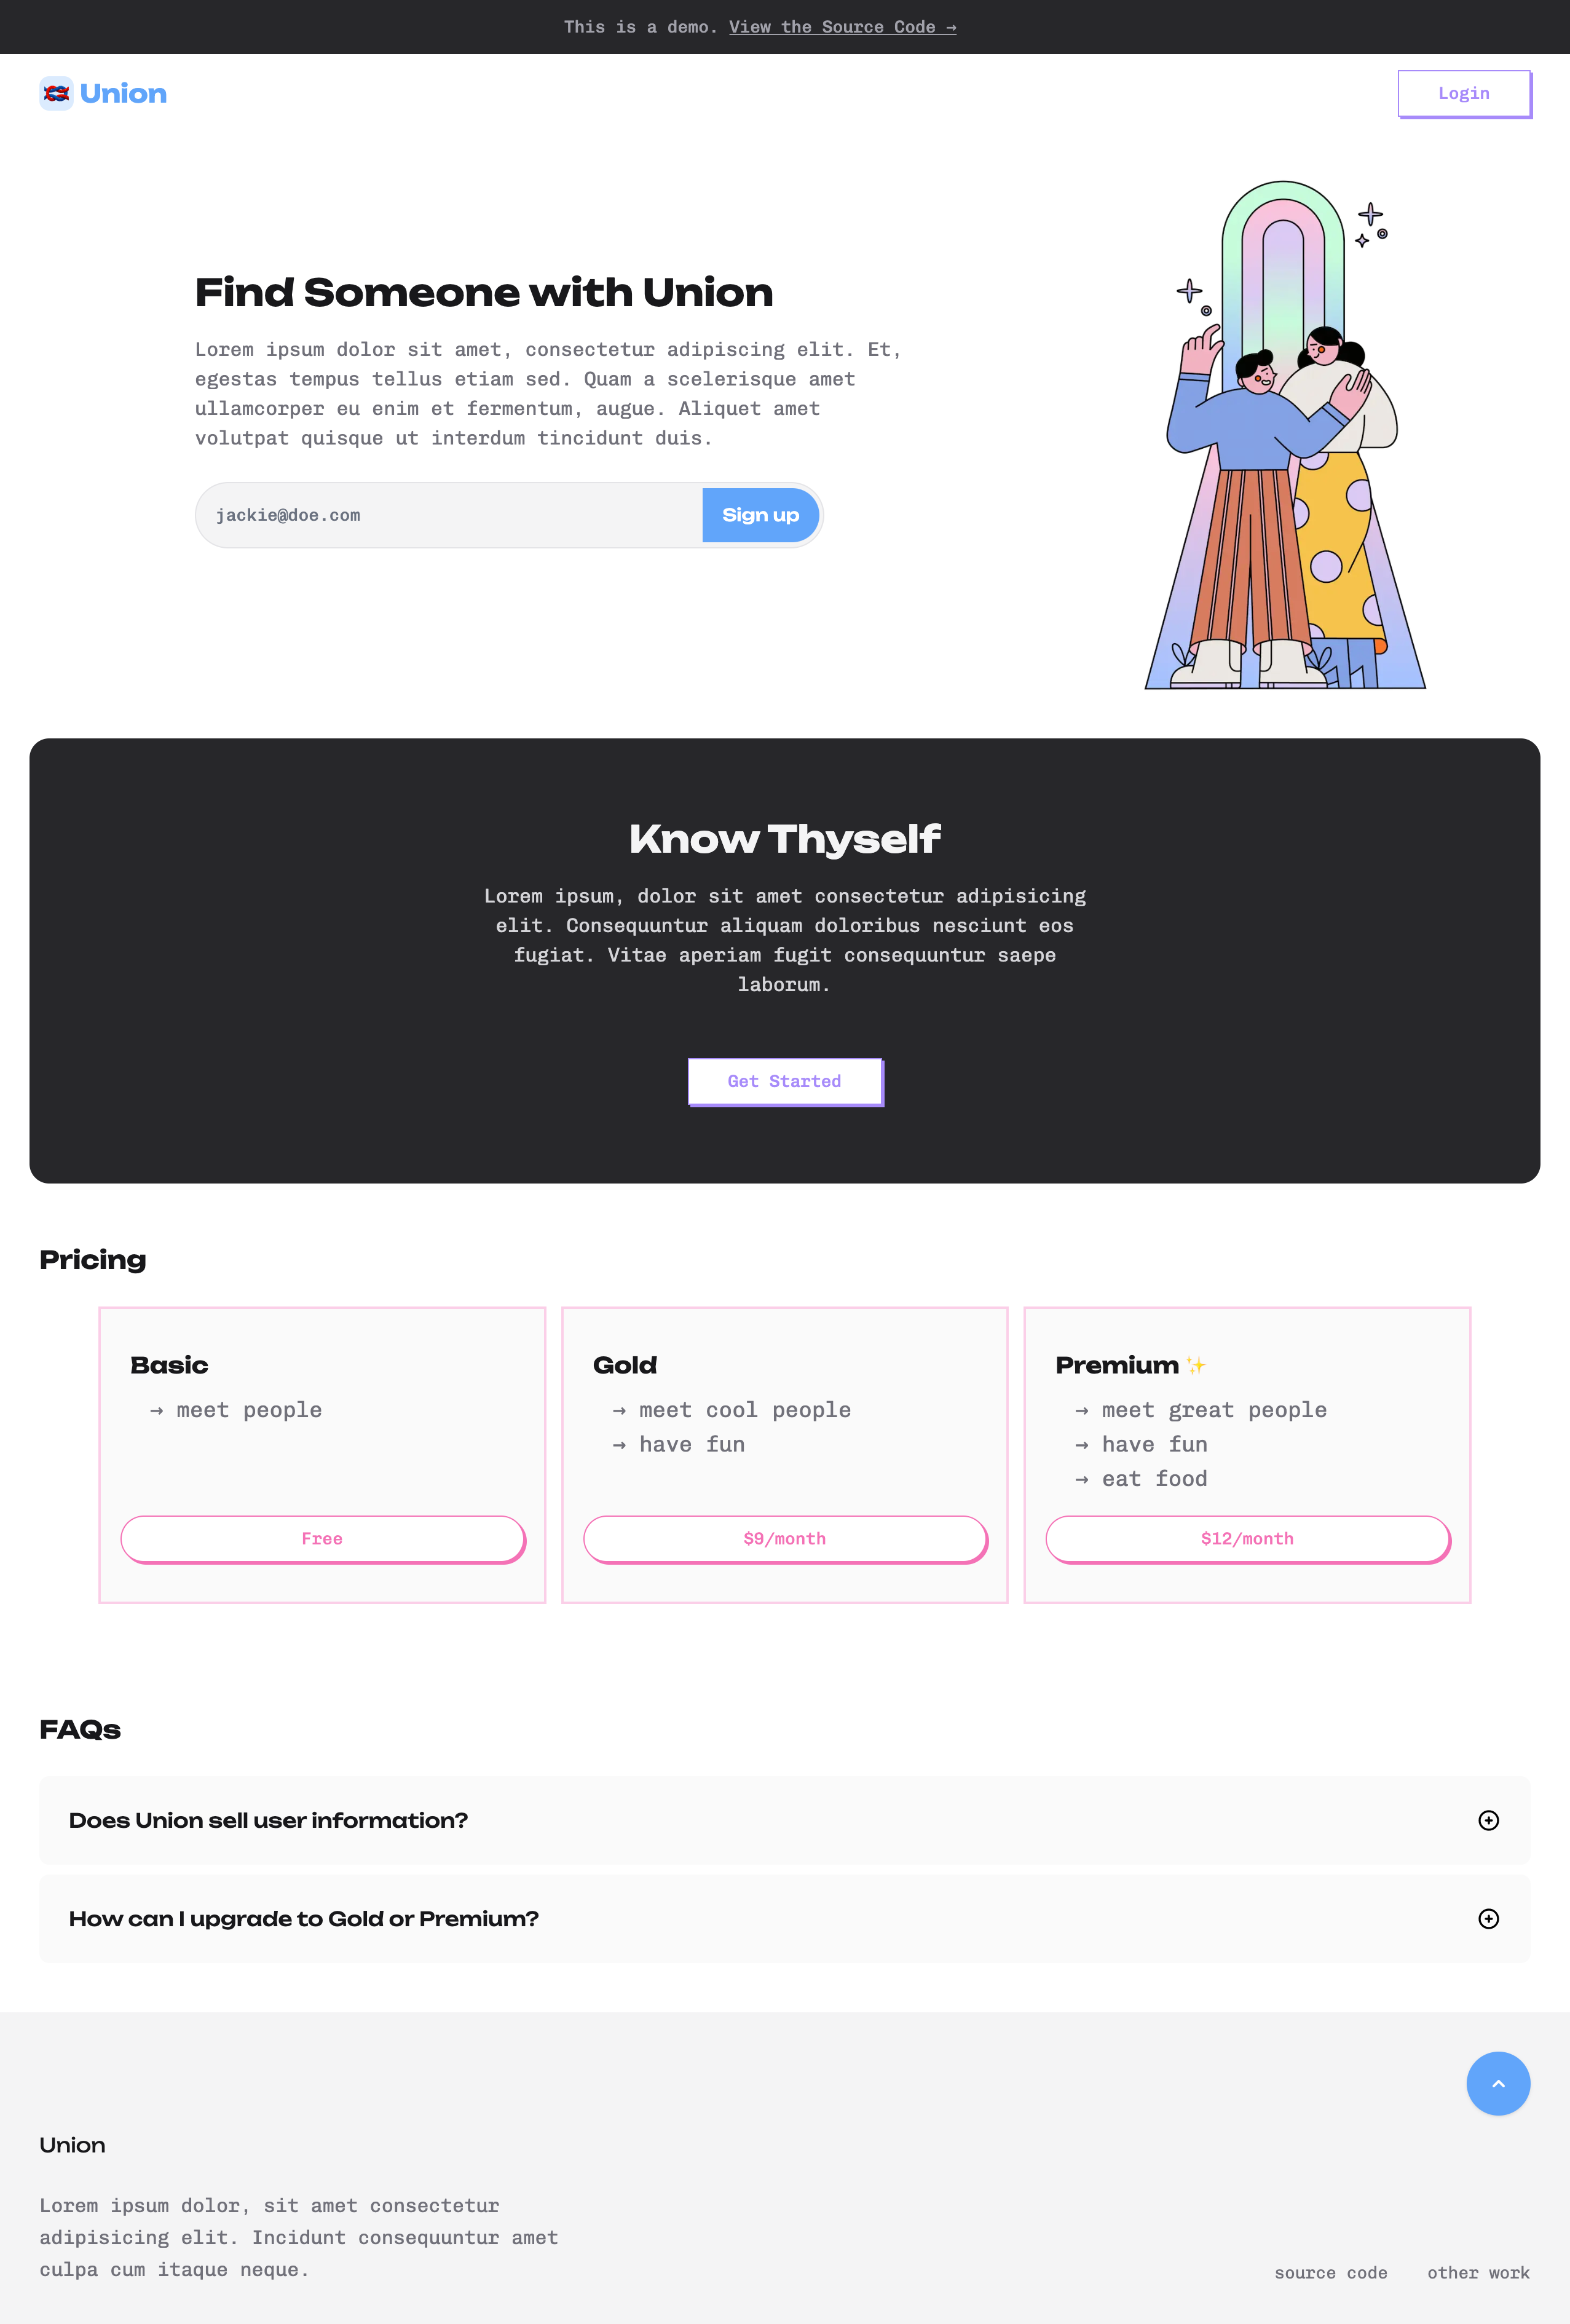 This is a demo. View the Source Code →
Union
Login
Find Someone with Union
Lorem ipsum dolor sit amet, consectetur adipiscing elit. Et,
egestas tempus tellus etiam sed. Quam a scelerisque amet
ullamcorper eu enim et fermentum, augue. Aliquet amet
volutpat quisque ut interdum tincidunt duis.
jackie@doe.com
Sign up
Know Thyself
Lorem ipsum, dolor sit amet consectetur adipisicing
elit. Consequuntur aliquam doloribus nesciunt eos
fugiat. Vitae aperiam fugit consequuntur saepe
laborum.
Get Started
Pricing
Basic
→ meet people
Free
Gold
→ meet cool people
→ have fun
$9/month
Premium ✨
→ meet great people
→ have fun
→ eat food
$12/month
FAQs
Does Union sell user information?
How can I upgrade to Gold or Premium?
Union
Lorem ipsum dolor, sit amet consectetur
adipisicing elit. Incidunt consequuntur amet
culpa cum itaque neque.
source code
other work